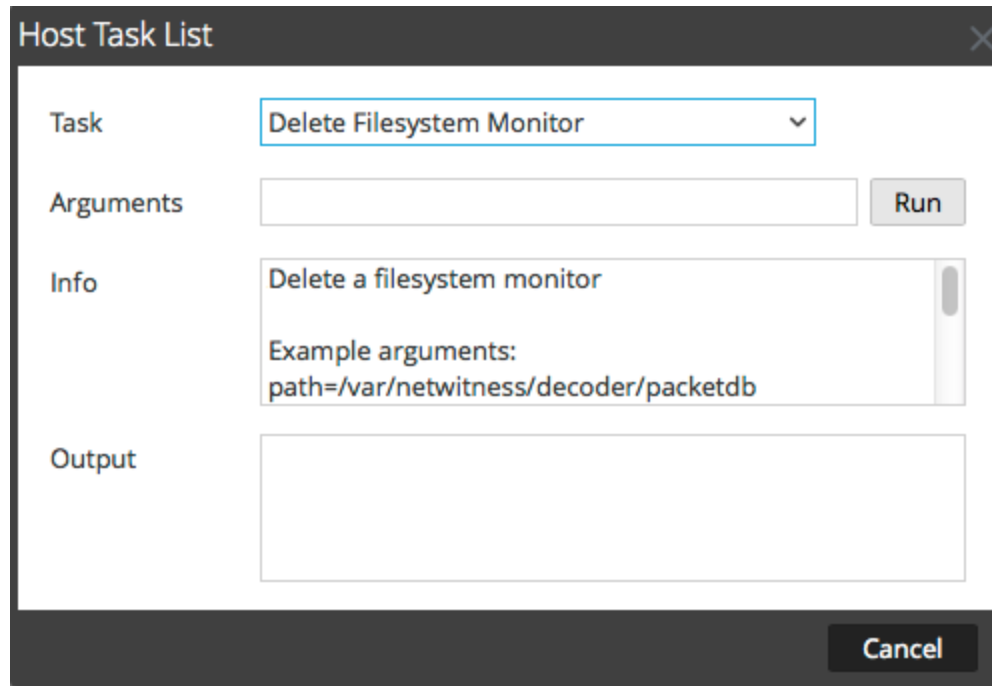 Host Task List
Task
Delete Filesystem Monitor
Arguments
Run
Info
Delete a filesystem monitor
Example arguments:
path=/var/netwitness/decoder/packetdb
Output
Cancel